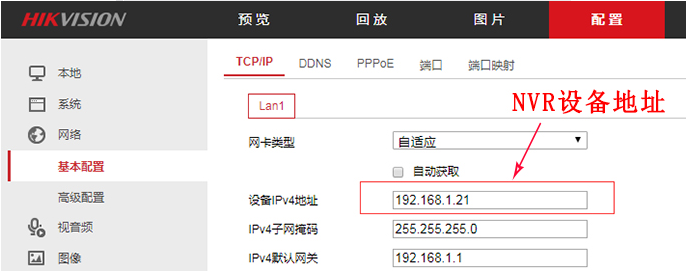 HIKVISION 预览 回放 图片 配置
TCP/IP DDNS PPPoE 端口 端口映射
本地
系统
网络
基本配置
高级配置
视音频
图像
Lan1
NVR设备地址
网卡类型 自适应
自动获取
设备IPv4地址 192.168.1.21
IPv4子网掩码 255.255.255.0
IPv4默认网关 192.168.1.1